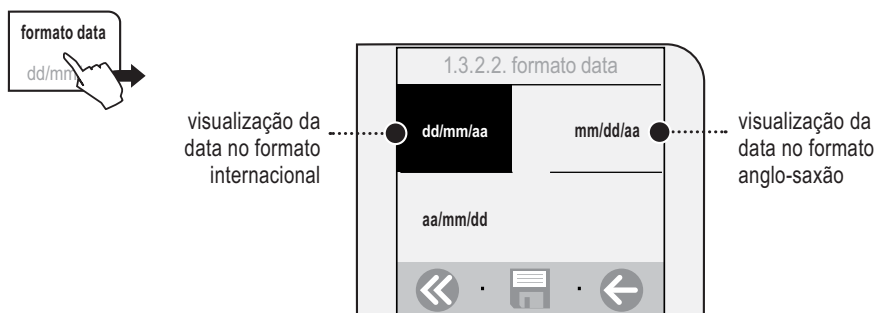 formato data
dd/mm
1.3.2.2. formato data
visualização da
data no formato
internacional
dd/mm/aa
mm/dd/aa
visualização da
data no formato
anglo-saxão
aa/mm/dd